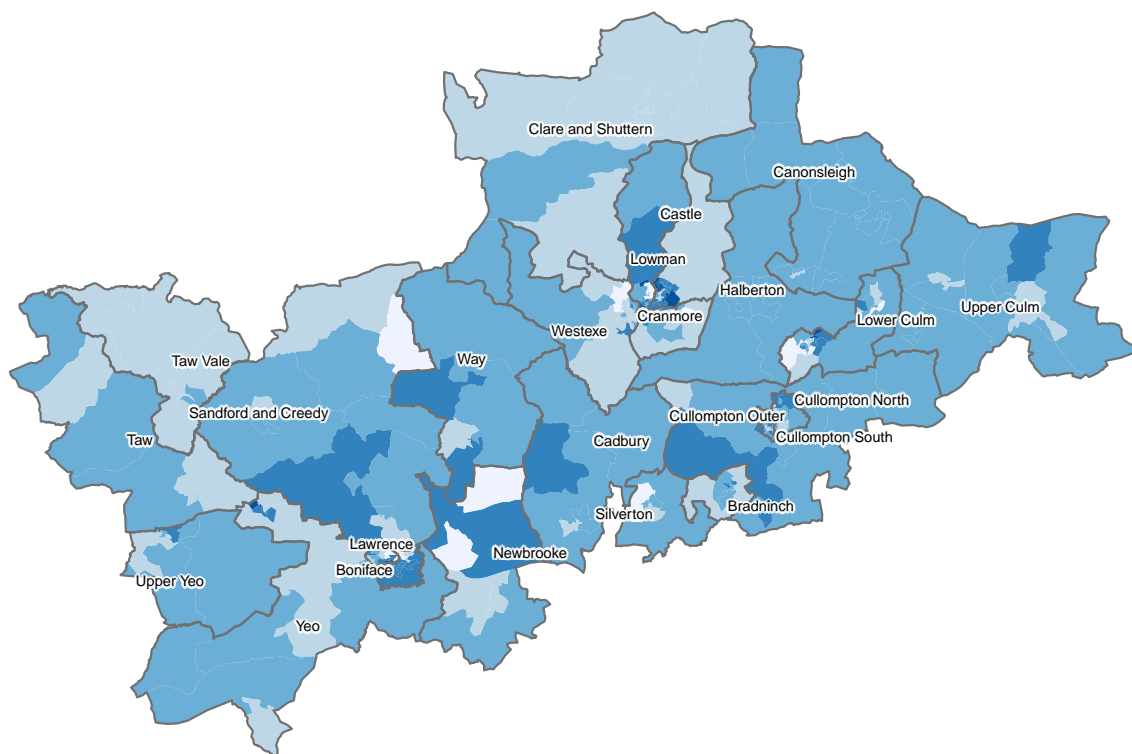 Clare and Shuttern
Canonsleigh
Castle
Lowman
Halberton
Upper Culm
Cranmore
Lower Culm
Westexe
Way
Taw Vale
Cullompton North
Sandford and Creedy
Cullompton Outer
Cullompton South
Taw
Cadbury
Bradninch
Silverton
Lawrence
Newbrooke
Boniface
Upper Yeo
Yeo